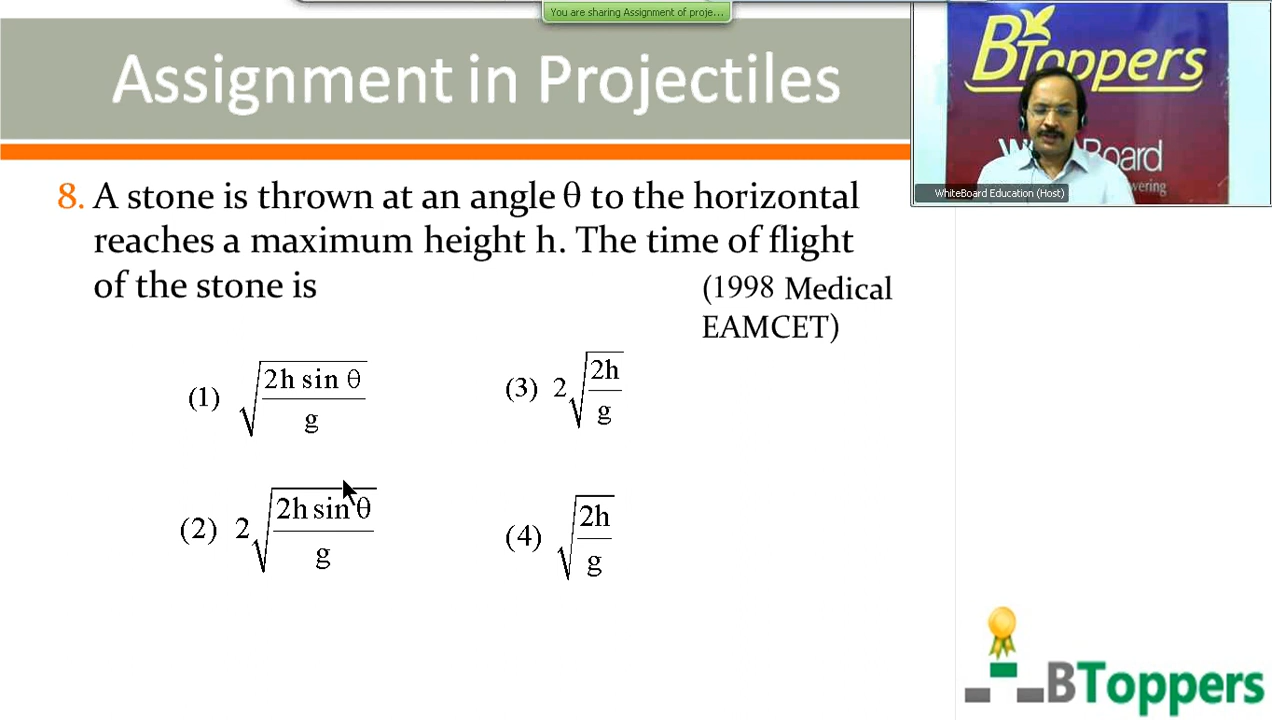 You are sharing Assignment of proje...
Assignment in Projectiles
BToppers
Board
WhiteBoard Education (Host)
8. A stone is thrown at an angle θ to the horizontal
reaches a maximum height h. The time of flight
of the stone is
(1998 Medical
EAMCET)
(1) √(2h sin θ / g)
(3) 2√(2h / g)
(2) 2√(2h sin θ / g)
(4) √(2h / g)
BToppers